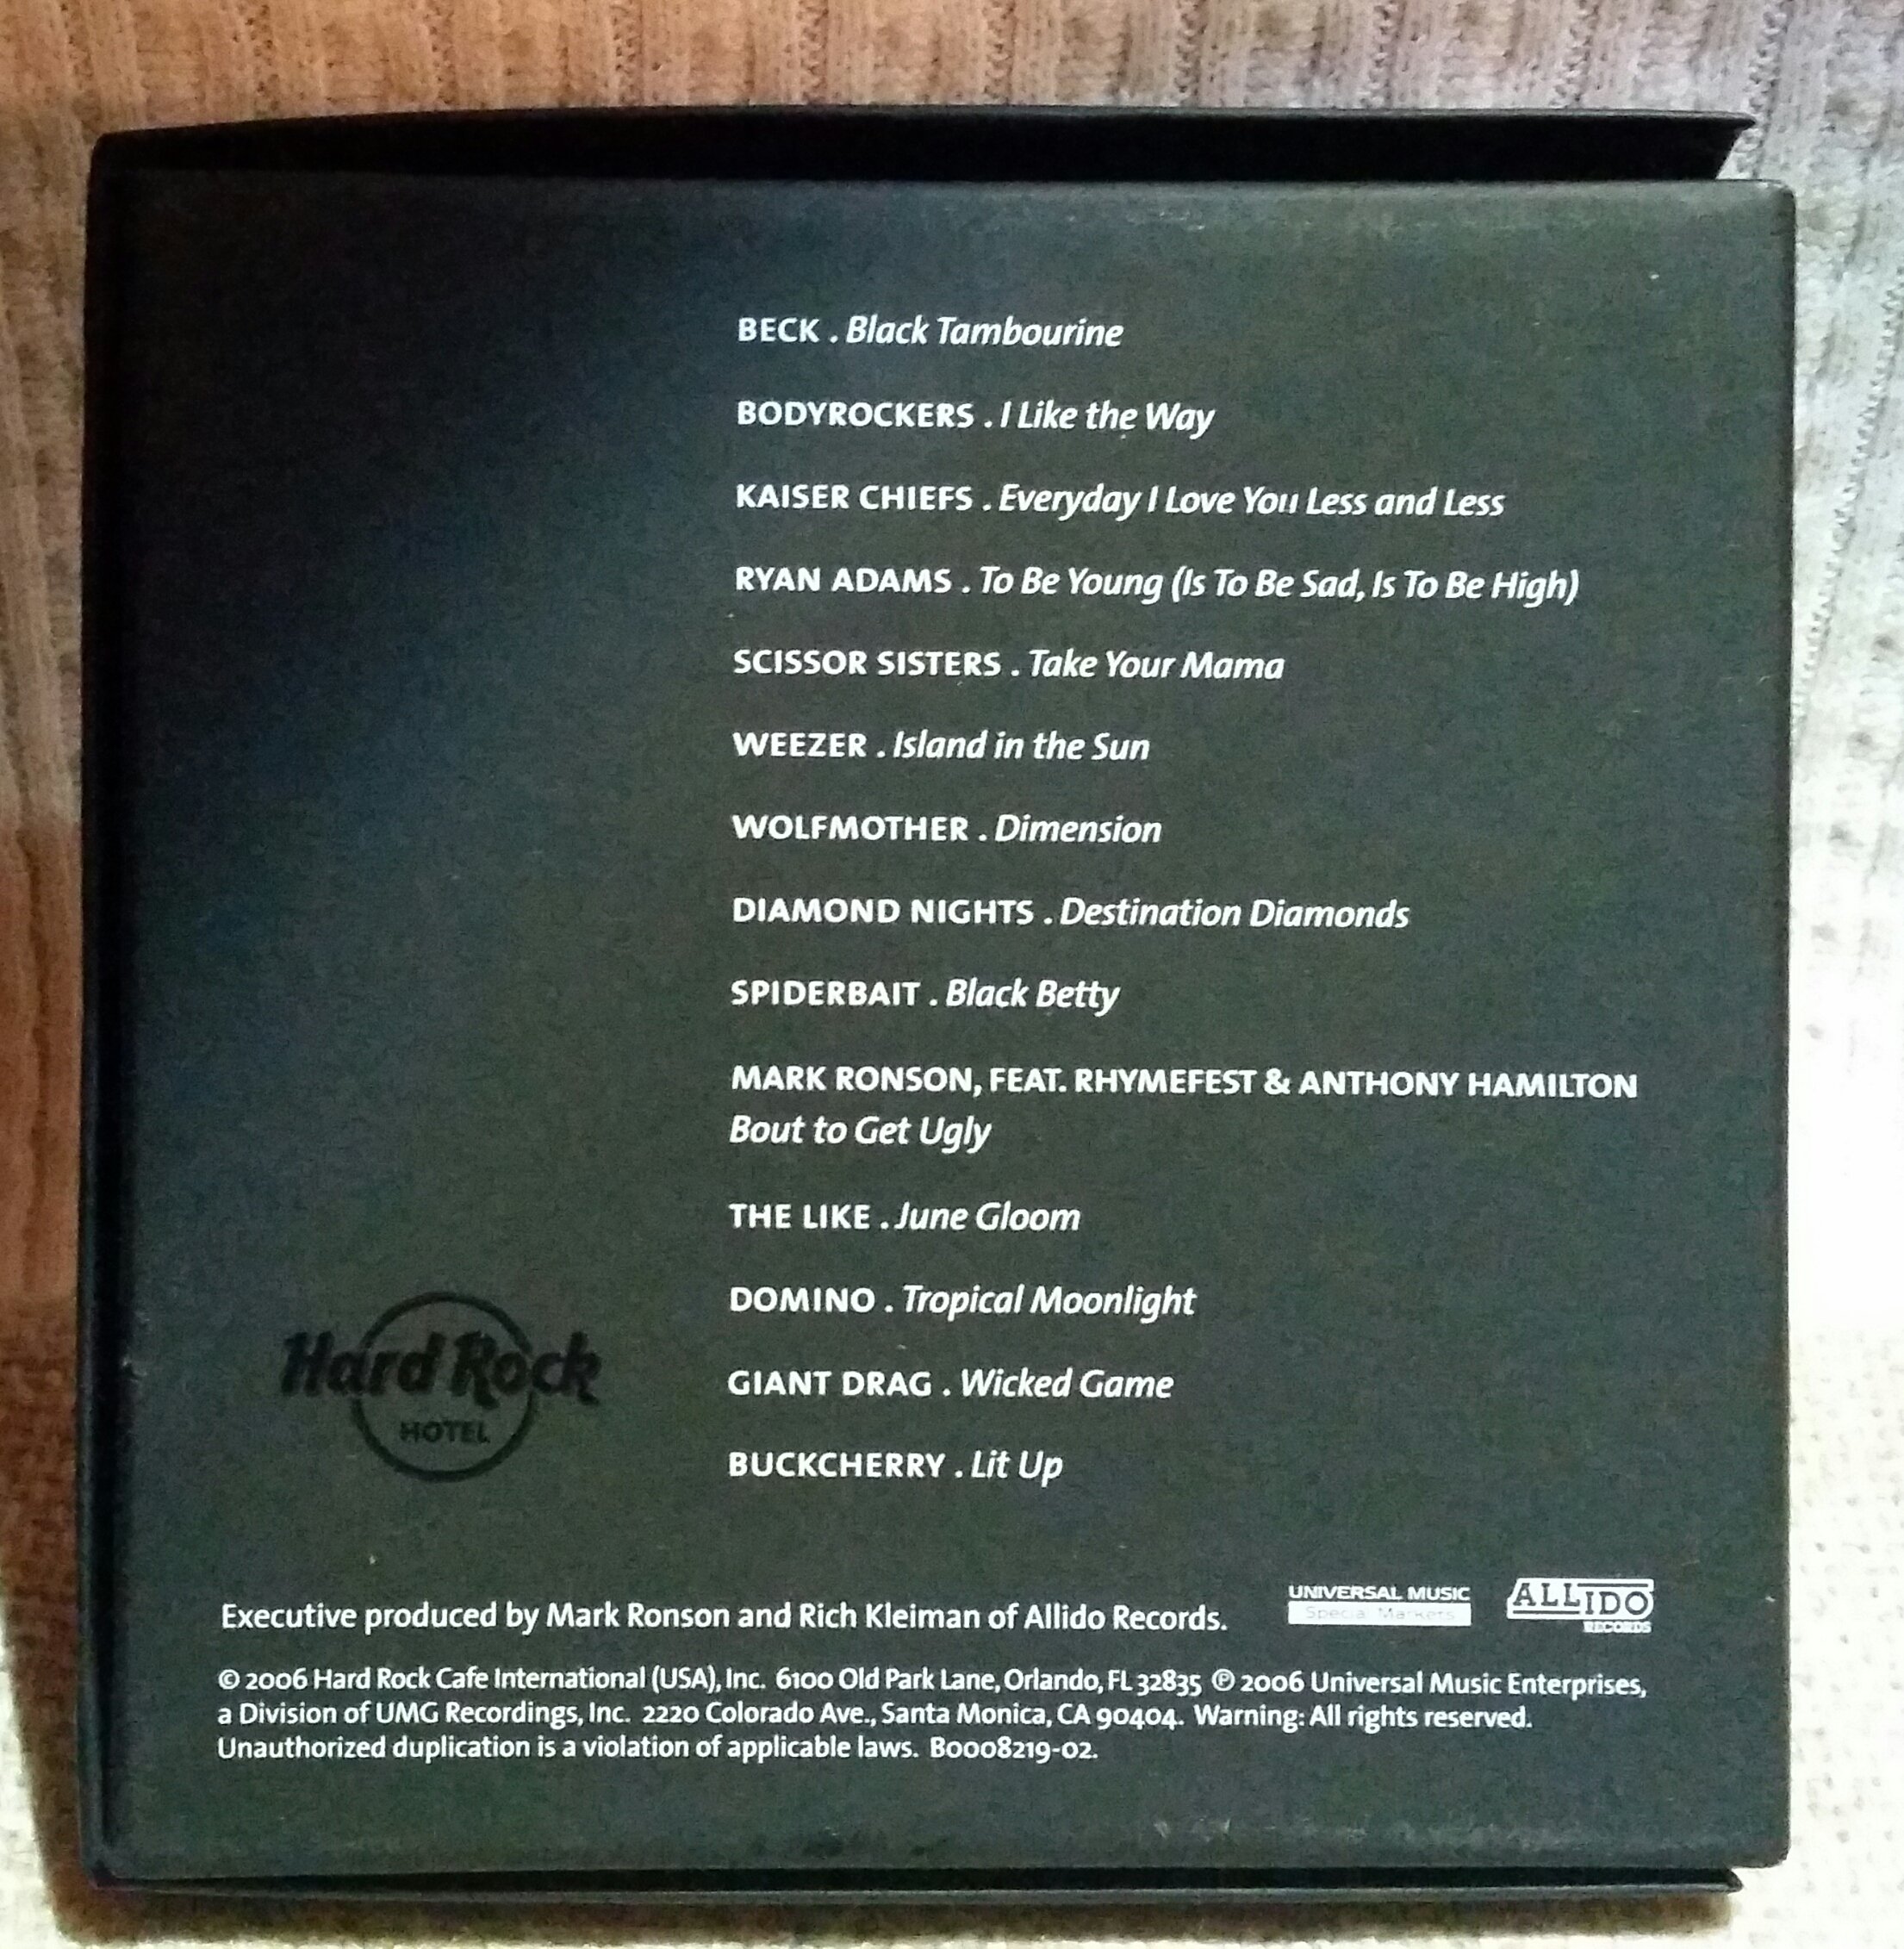 BECK . Black Tambourine
BODYROCKERS . I Like the Way
KAISER CHIEFS . Everyday I Love You Less and Less
RYAN ADAMS . To Be Young (Is To Be Sad, Is To Be High)
SCISSOR SISTERS . Take Your Mama
WEEZER . Island in the Sun
WOLFMOTHER . Dimension
DIAMOND NIGHTS . Destination Diamonds
SPIDERBAIT . Black Betty
MARK RONSON, FEAT. RHYMEFEST & ANTHONY HAMILTON
Bout to Get Ugly
THE LIKE . June Gloom
DOMINO . Tropical Moonlight
GIANT DRAG . Wicked Game
BUCKCHERRY . Lit Up
Hard Rock
HOTEL
Executive produced by Mark Ronson and Rich Kleiman of Allido Records.
UNIVERSAL MUSIC
Special Markets
ALLIDO
RECORDS
© 2006 Hard Rock Cafe International (USA), Inc. 6100 Old Park Lane, Orlando, FL 32835 ℗ 2006 Universal Music Enterprises,
a Division of UMG Recordings, Inc. 2220 Colorado Ave., Santa Monica, CA 90404. Warning: All rights reserved.
Unauthorized duplication is a violation of applicable laws. B0008219-02.